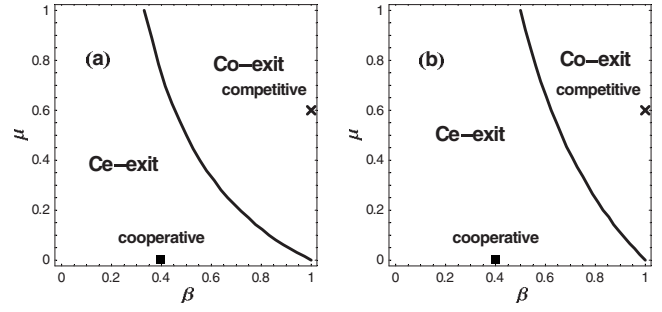 (a)
Co–exit
competitive
Ce–exit
cooperative
μ
1
0.8
0.6
0.4
0.2
0
0 0.2 0.4 0.6 0.8 1
β
(b)
Co–exit
competitive
Ce–exit
cooperative
μ
1
0.8
0.6
0.4
0.2
0
0 0.2 0.4 0.6 0.8 1
β